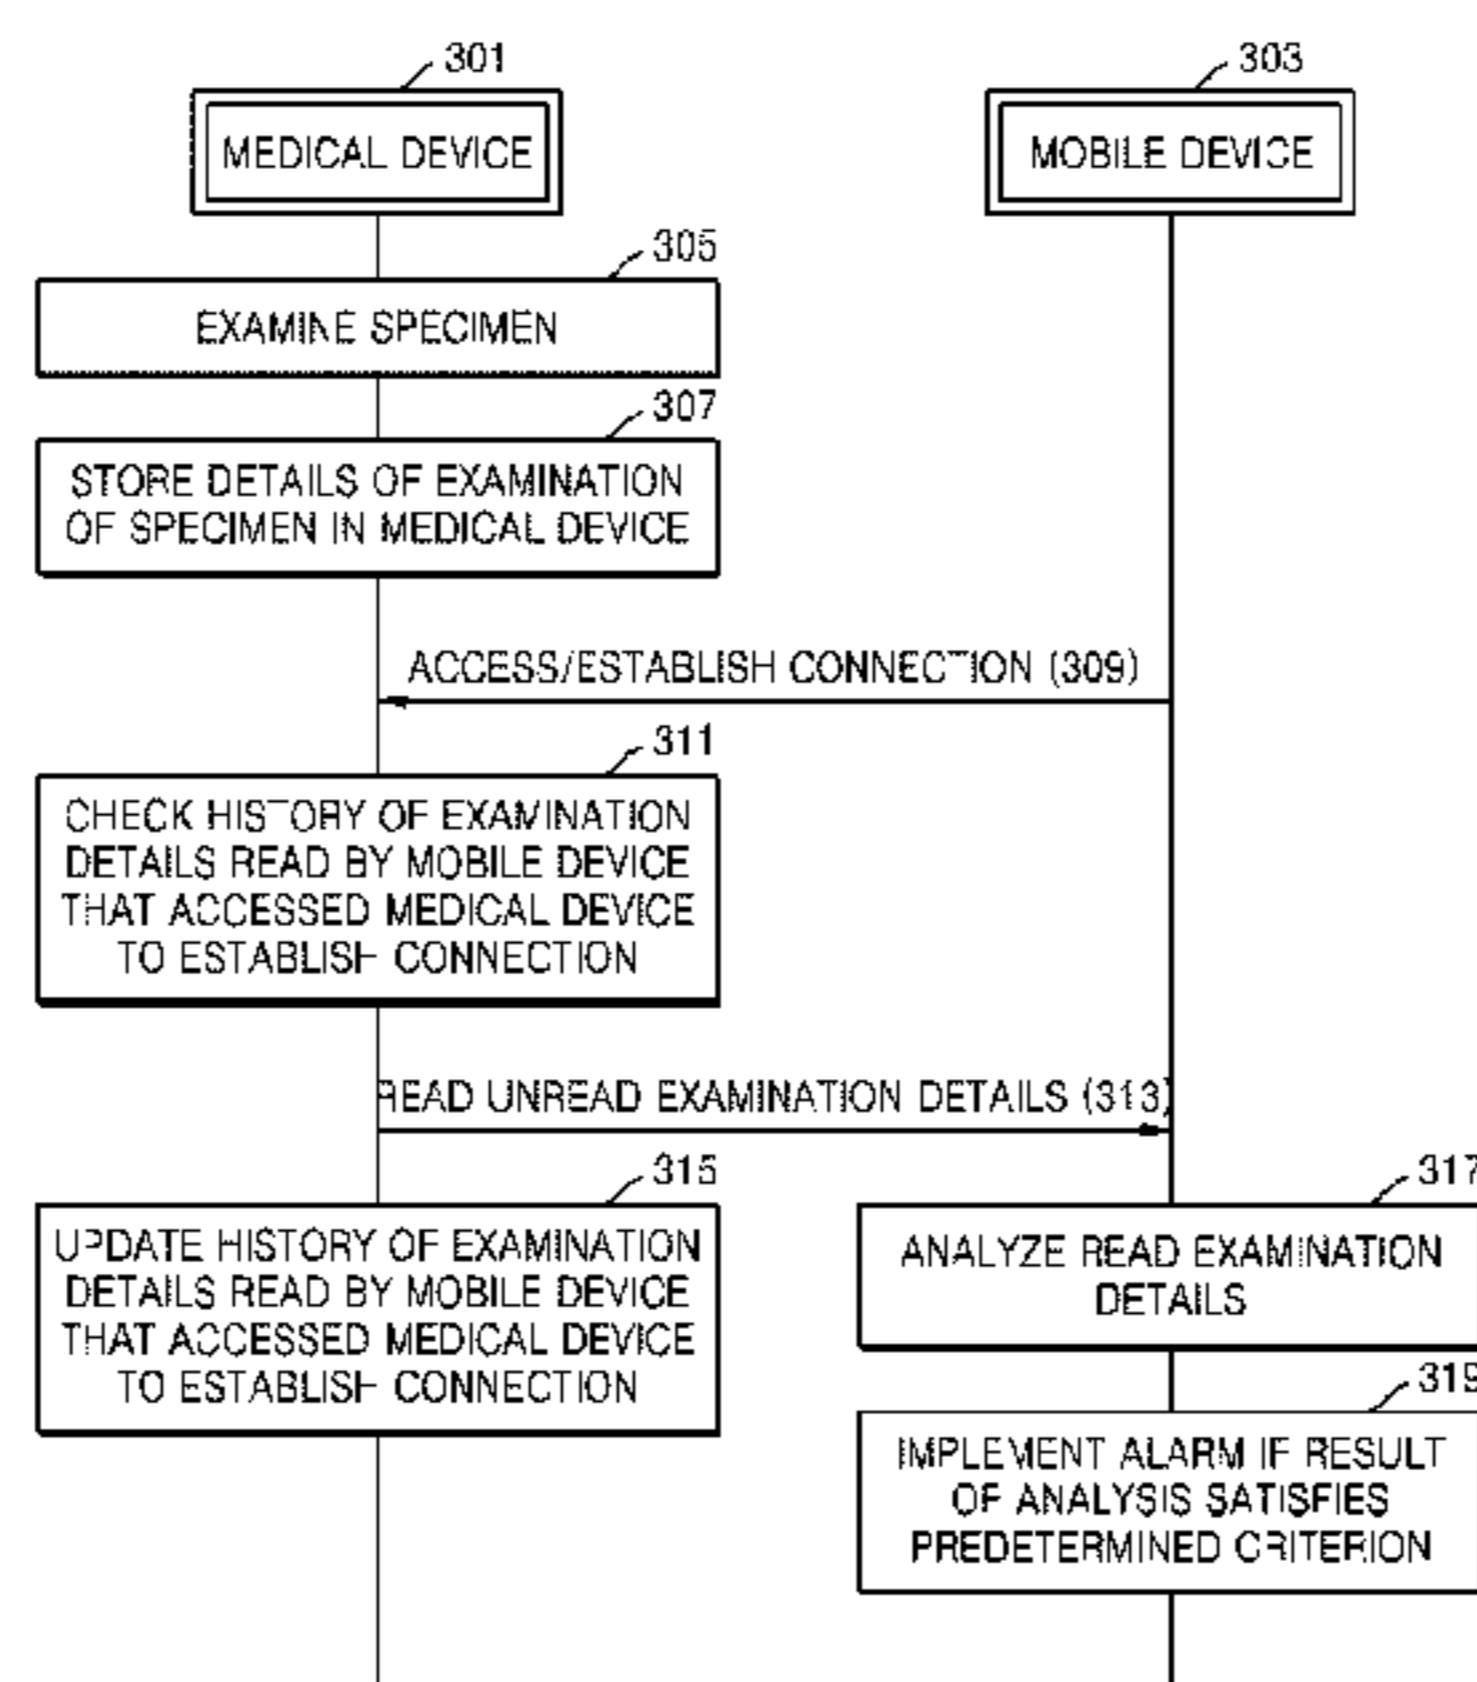 301
303
MEDICAL DEVICE
MOBILE DEVICE
305
EXAMINE SPECIMEN
307
STORE DETAILS OF EXAMINATION
OF SPECIMEN IN MEDICAL DEVICE
ACCESS/ESTABLISH CONNECTION (309)
311
CHECK HISTORY OF EXAMINATION
DETAILS READ BY MOBILE DEVICE
THAT ACCESSED MEDICAL DEVICE
TO ESTABLISH CONNECTION
READ UNREAD EXAMINATION DETAILS (313)
315
UPDATE HISTORY OF EXAMINATION
DETAILS READ BY MOBILE DEVICE
THAT ACCESSED MEDICAL DEVICE
TO ESTABLISH CONNECTION
317
ANALYZE READ EXAMINATION
DETAILS
319
IMPLEMENT ALARM IF RESULT
OF ANALYSIS SATISFIES
PREDETERMINED CRITERION